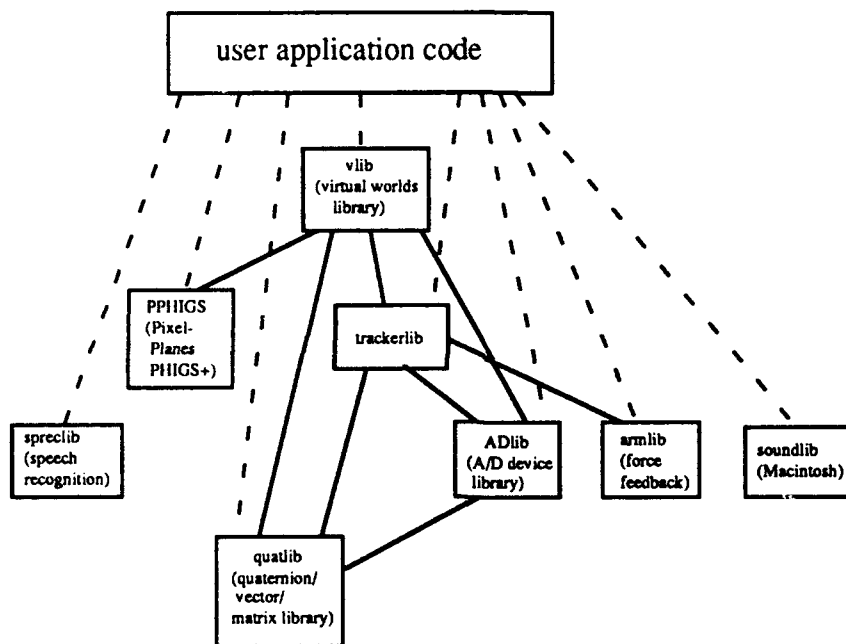 user application code
vlib
(virtual worlds
library)
PPHIGS
(Pixel-
Planes
PHIGS+)
trackerlib
spreclib
(speech
recognition)
ADlib
(A/D device
library)
armlib
(force
feedback)
soundlib
(Macintosh)
quatlib
(quaternion/
vector/
matrix library)